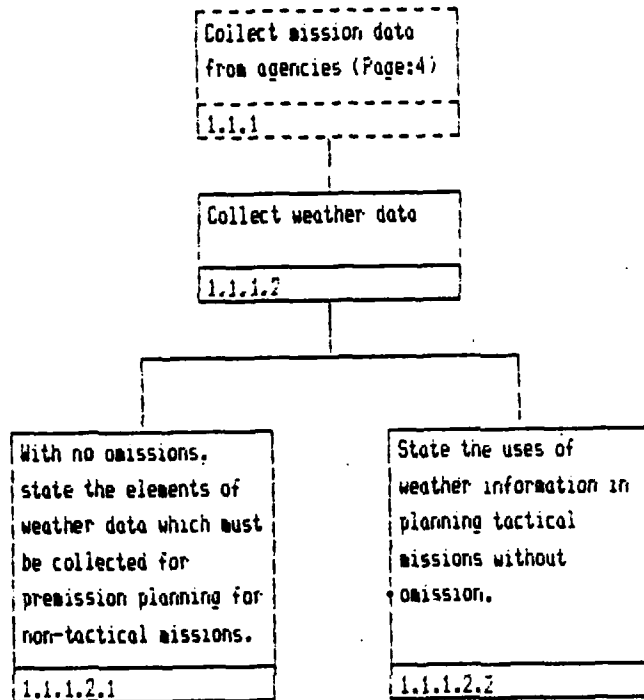 Collect mission data
from agencies (Page:4)
1.1.1
Collect weather data
1.1.1.2
With no omissions,
state the elements of
weather data which must
be collected for
premission planning for
non-tactical missions.
1.1.1.2.1
State the uses of
weather information in
planning tactical
missions without
omission.
1.1.1.2.2